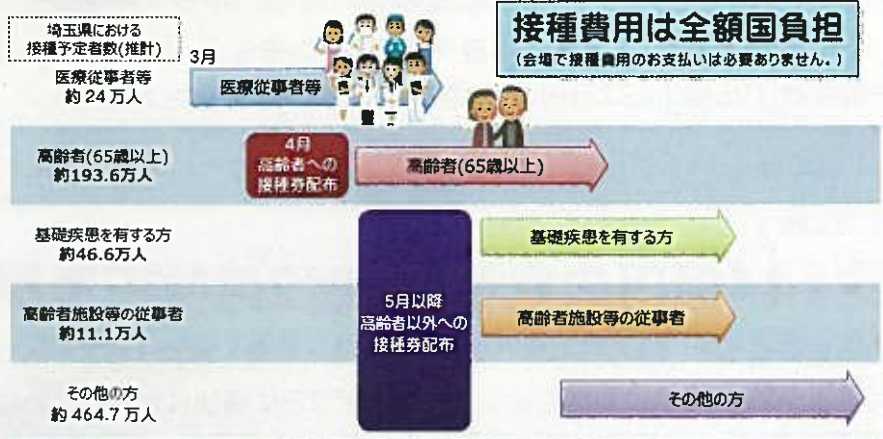 埼玉県における
接種予定者数(推計)
接種費用は全額国負担
(会場で接種費用のお支払いは必要ありません。)
3月
医療従事者等
約24万人
医療従事者等
高齢者(65歳以上)
約193.6万人
4月
高齢者への
接種券配布
高齢者(65歳以上)
基礎疾患を有する方
約46.6万人
基礎疾患を有する方
5月以降
高齢者以外への
接種券配布
高齢者施設等の従事者
約11.1万人
高齢者施設等の従事者
その他の方
約464.7万人
その他の方